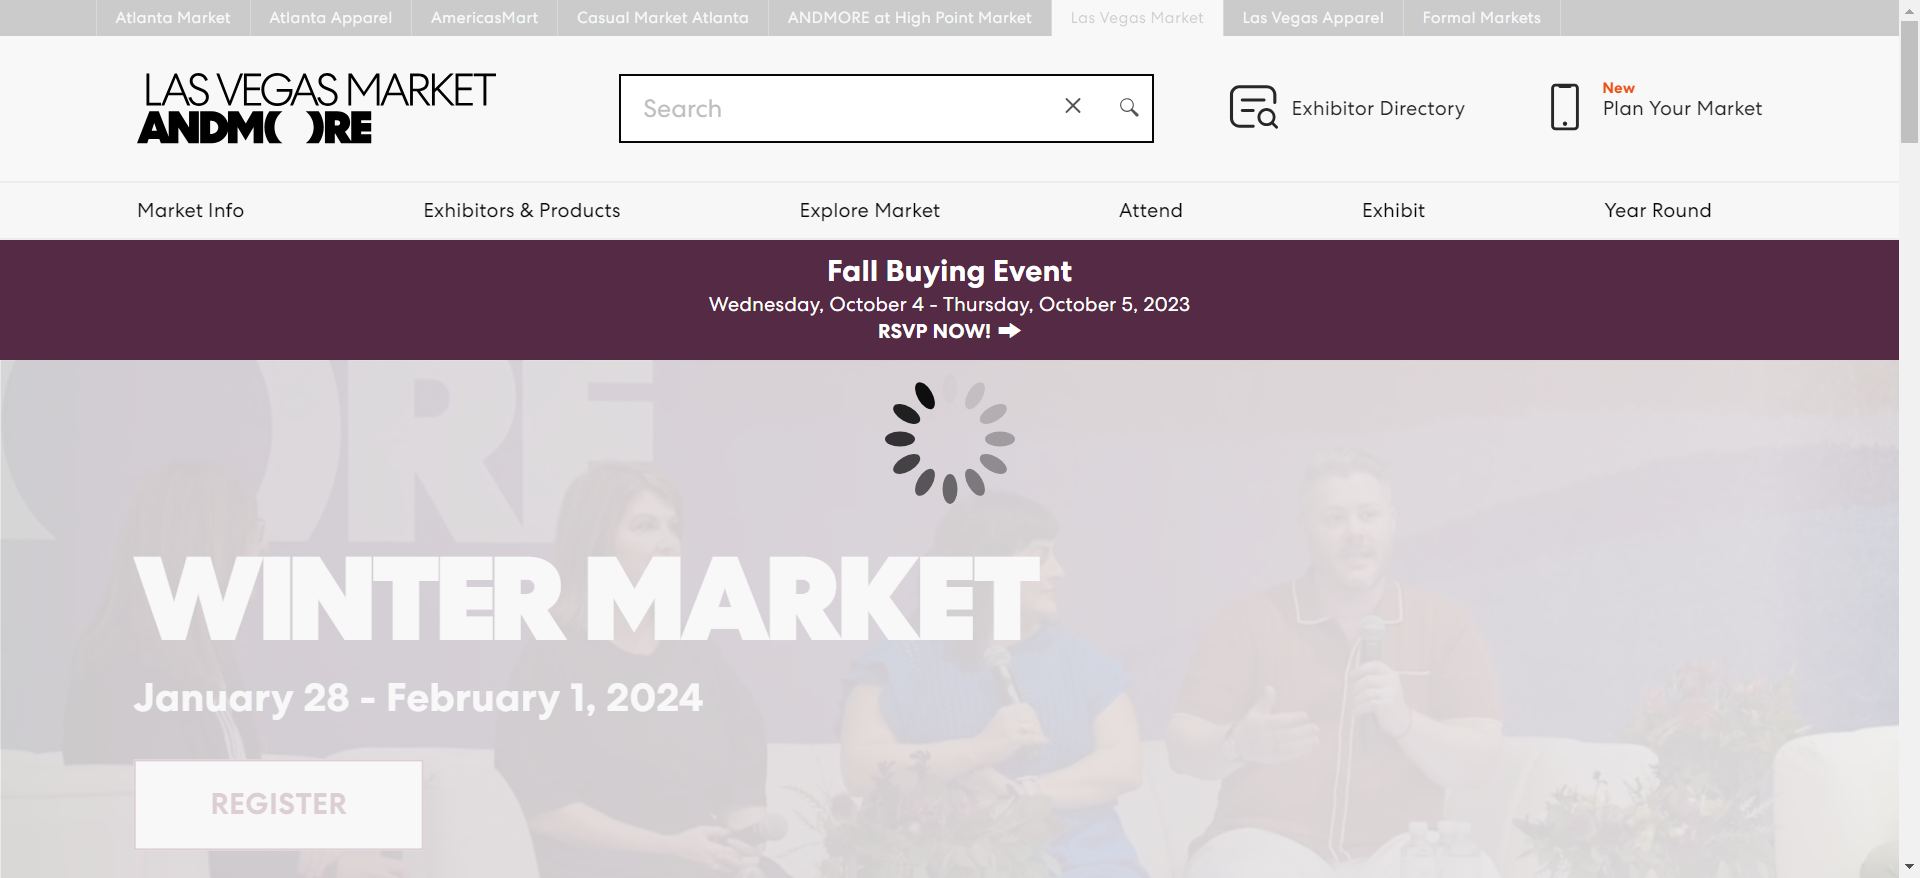 Atlanta Market
Atlanta Apparel
AmericasMart
Casual Market Atlanta
ANDMORE at High Point Market
Las Vegas Market
Las Vegas Apparel
Formal Markets
LAS VEGAS MARKET
ANDM( )RE
Search
Exhibitor Directory
New
Plan Your Market
Market Info
Exhibitors & Products
Explore Market
Attend
Exhibit
Year Round
Fall Buying Event
Wednesday, October 4 - Thursday, October 5, 2023
RSVP NOW!
ORE
WINTER MARKET
January 28 - February 1, 2024
REGISTER